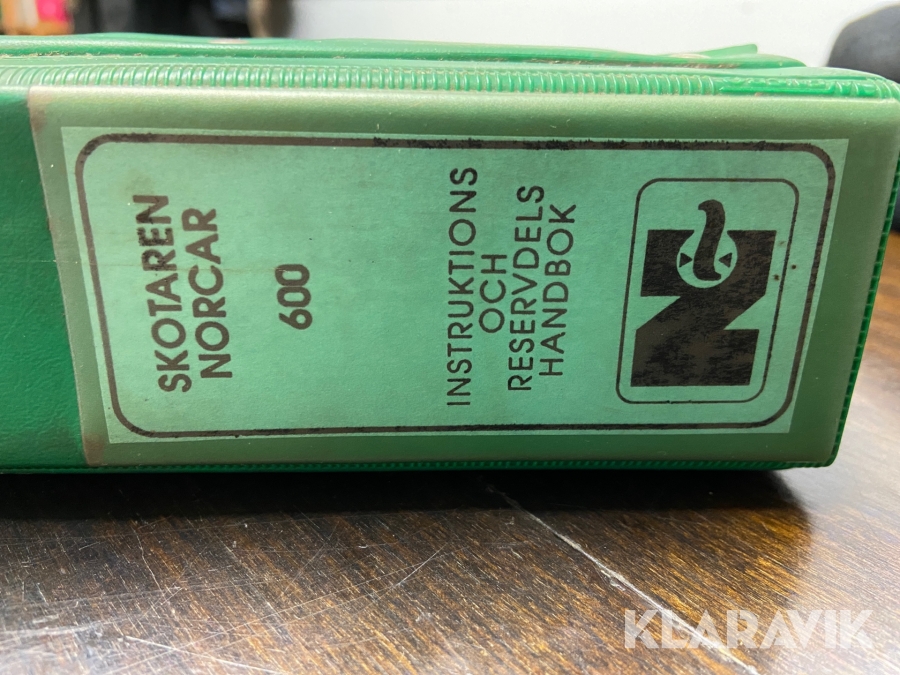 SKOTAREN
NORCAR
600
INSTRUKTIONS
OCH
RESERVDELS
HANDBOK
N
KLARAVIK